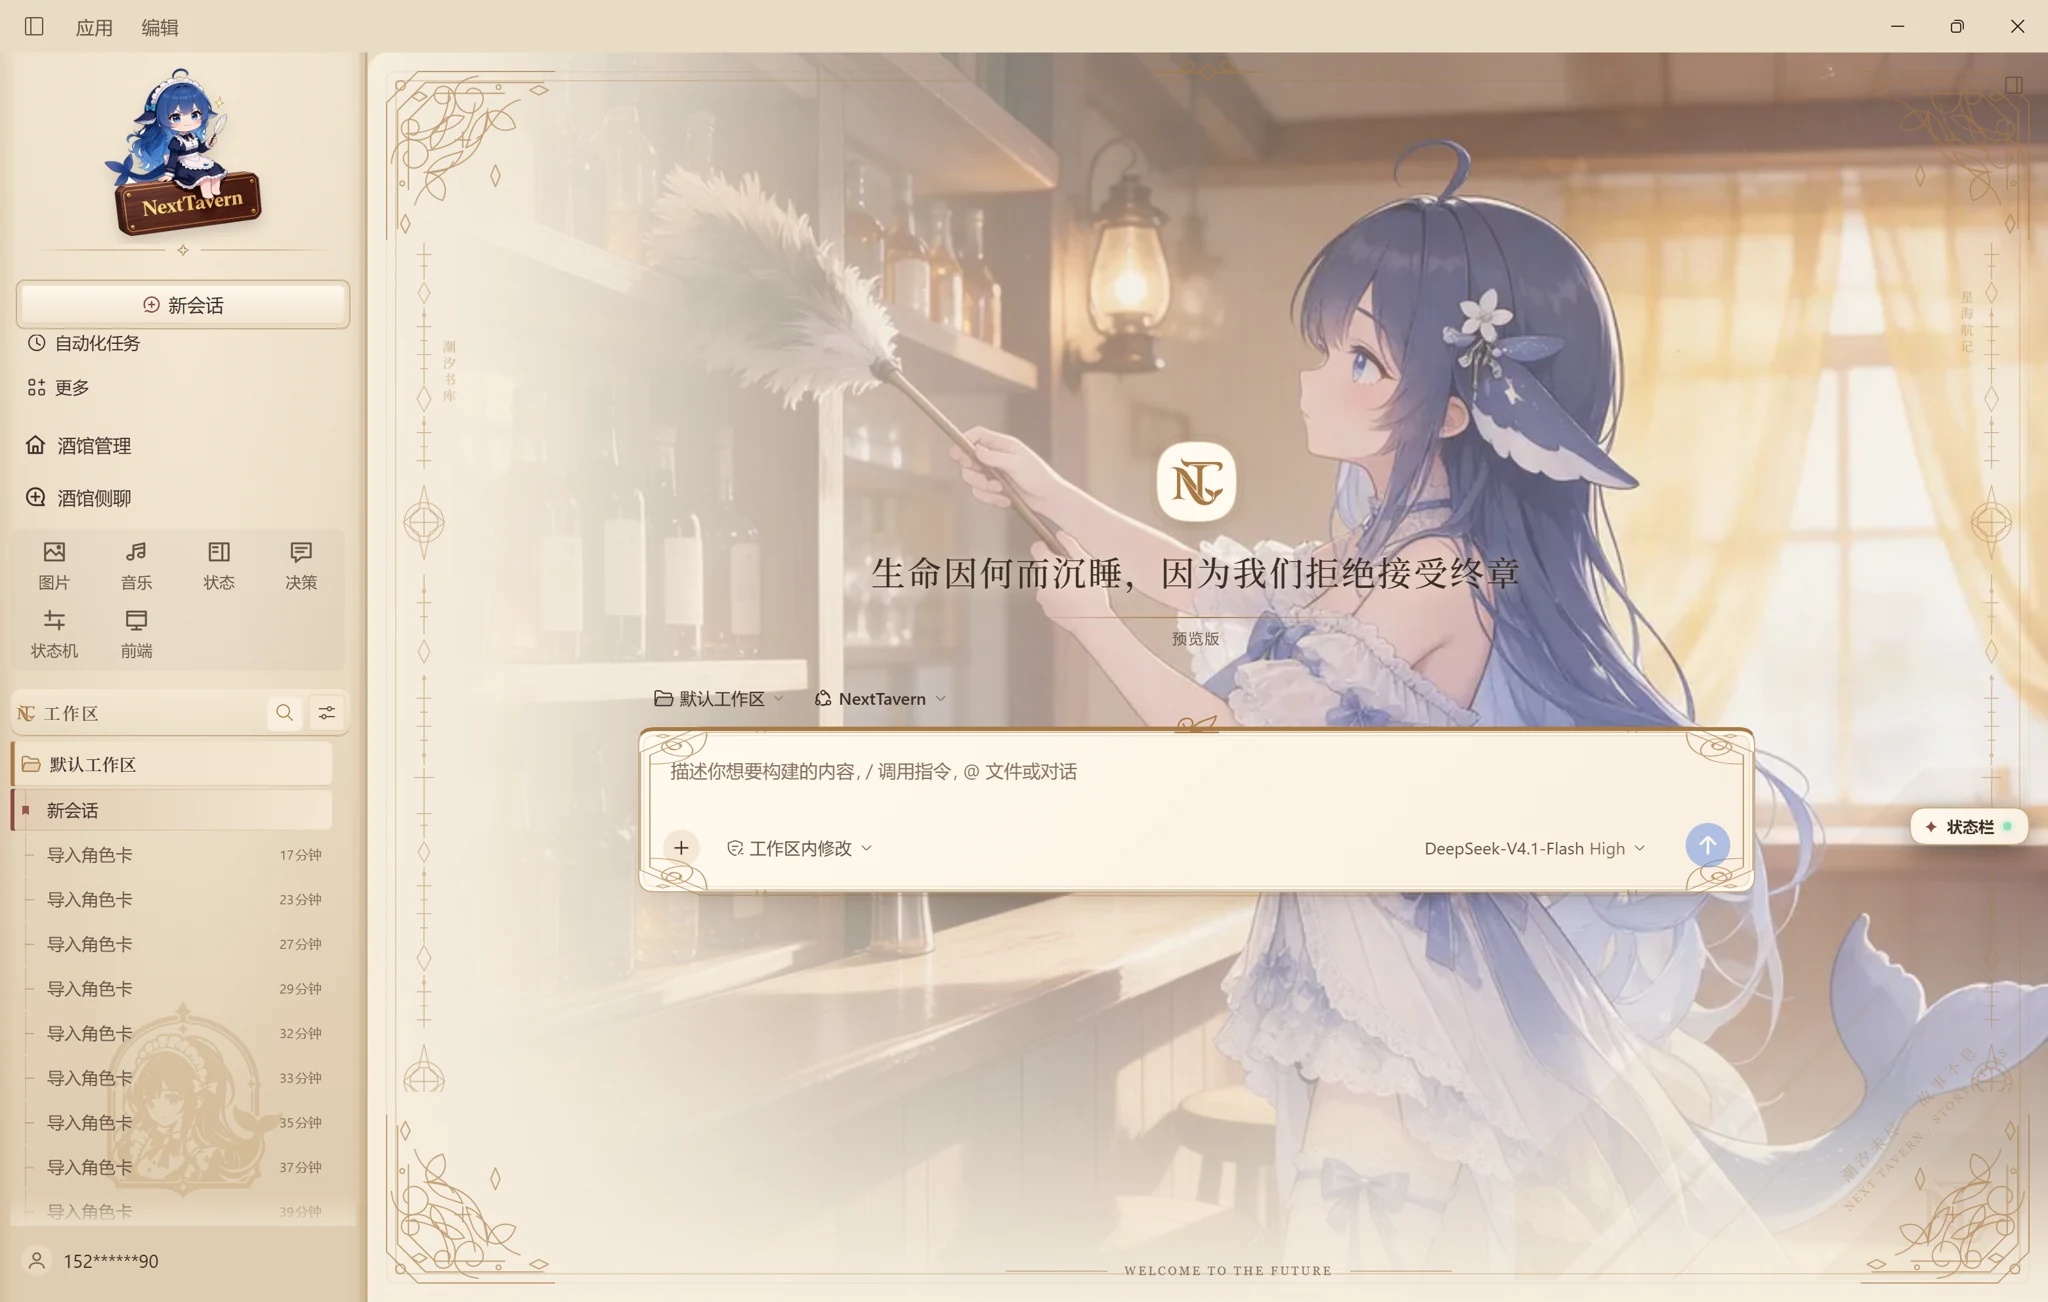 应用
编辑
NextTavern
新会话
自动化任务
更多
酒馆管理
酒馆侧聊
图片
音乐
状态
决策
状态机
前端
工作区
默认工作区
新会话
导入角色卡 17分钟
导入角色卡 23分钟
导入角色卡 27分钟
导入角色卡 29分钟
导入角色卡 32分钟
导入角色卡 33分钟
导入角色卡 35分钟
导入角色卡 37分钟
导入角色卡 39分钟
152******90
潮汐书库
星海航记
生命因何而沉睡，因为我们拒绝接受终章
预览版
默认工作区
NextTavern
描述你想要构建的内容, / 调用指令, @ 文件或对话
工作区内修改
DeepSeek-V4.1-Flash High
状态栏
NEXT TAVERN
WELCOME TO THE FUTURE